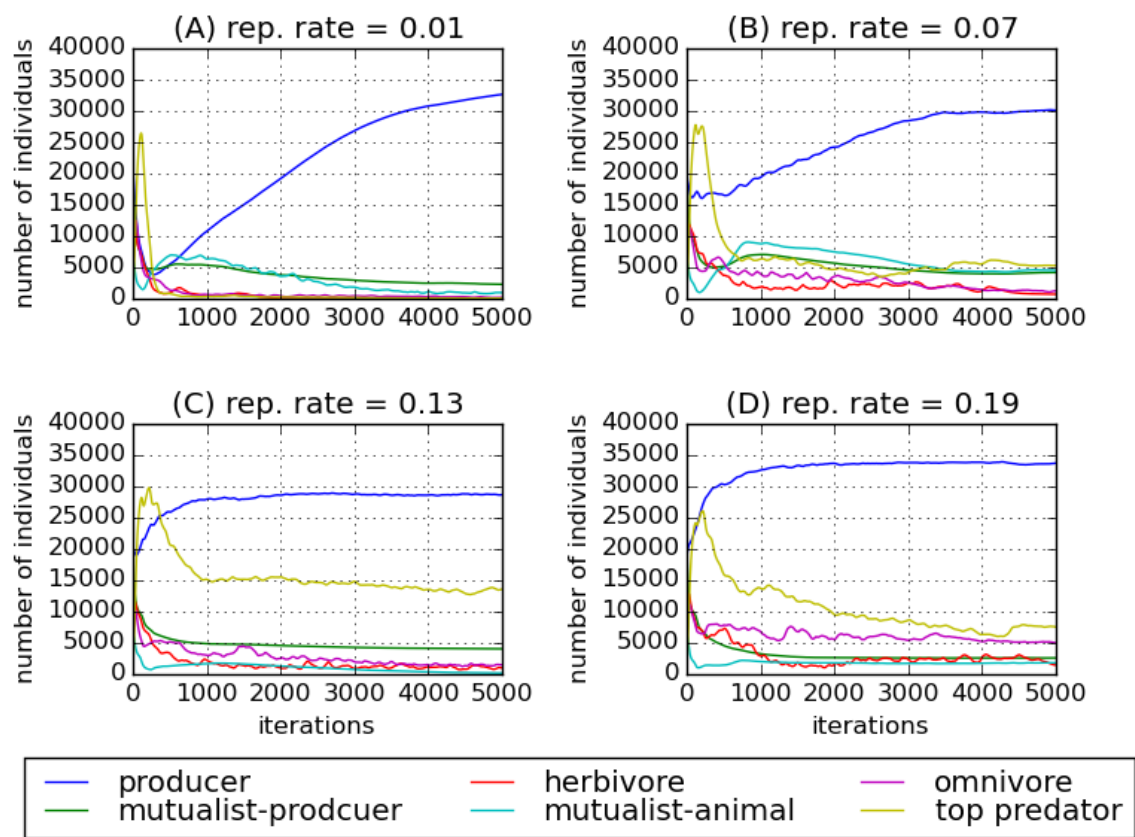 (A) rep. rate = 0.01
number of individuals
40000
35000
30000
25000
20000
15000
10000
5000
0
0 1000 2000 3000 4000 5000
(B) rep. rate = 0.07
number of individuals
40000
35000
30000
25000
20000
15000
10000
5000
0
0 1000 2000 3000 4000 5000
(C) rep. rate = 0.13
number of individuals
40000
35000
30000
25000
20000
15000
10000
5000
0
0 1000 2000 3000 4000 5000
iterations
(D) rep. rate = 0.19
number of individuals
40000
35000
30000
25000
20000
15000
10000
5000
0
0 1000 2000 3000 4000 5000
iterations
producer herbivore omnivore
mutualist-prodcuer mutualist-animal top predator